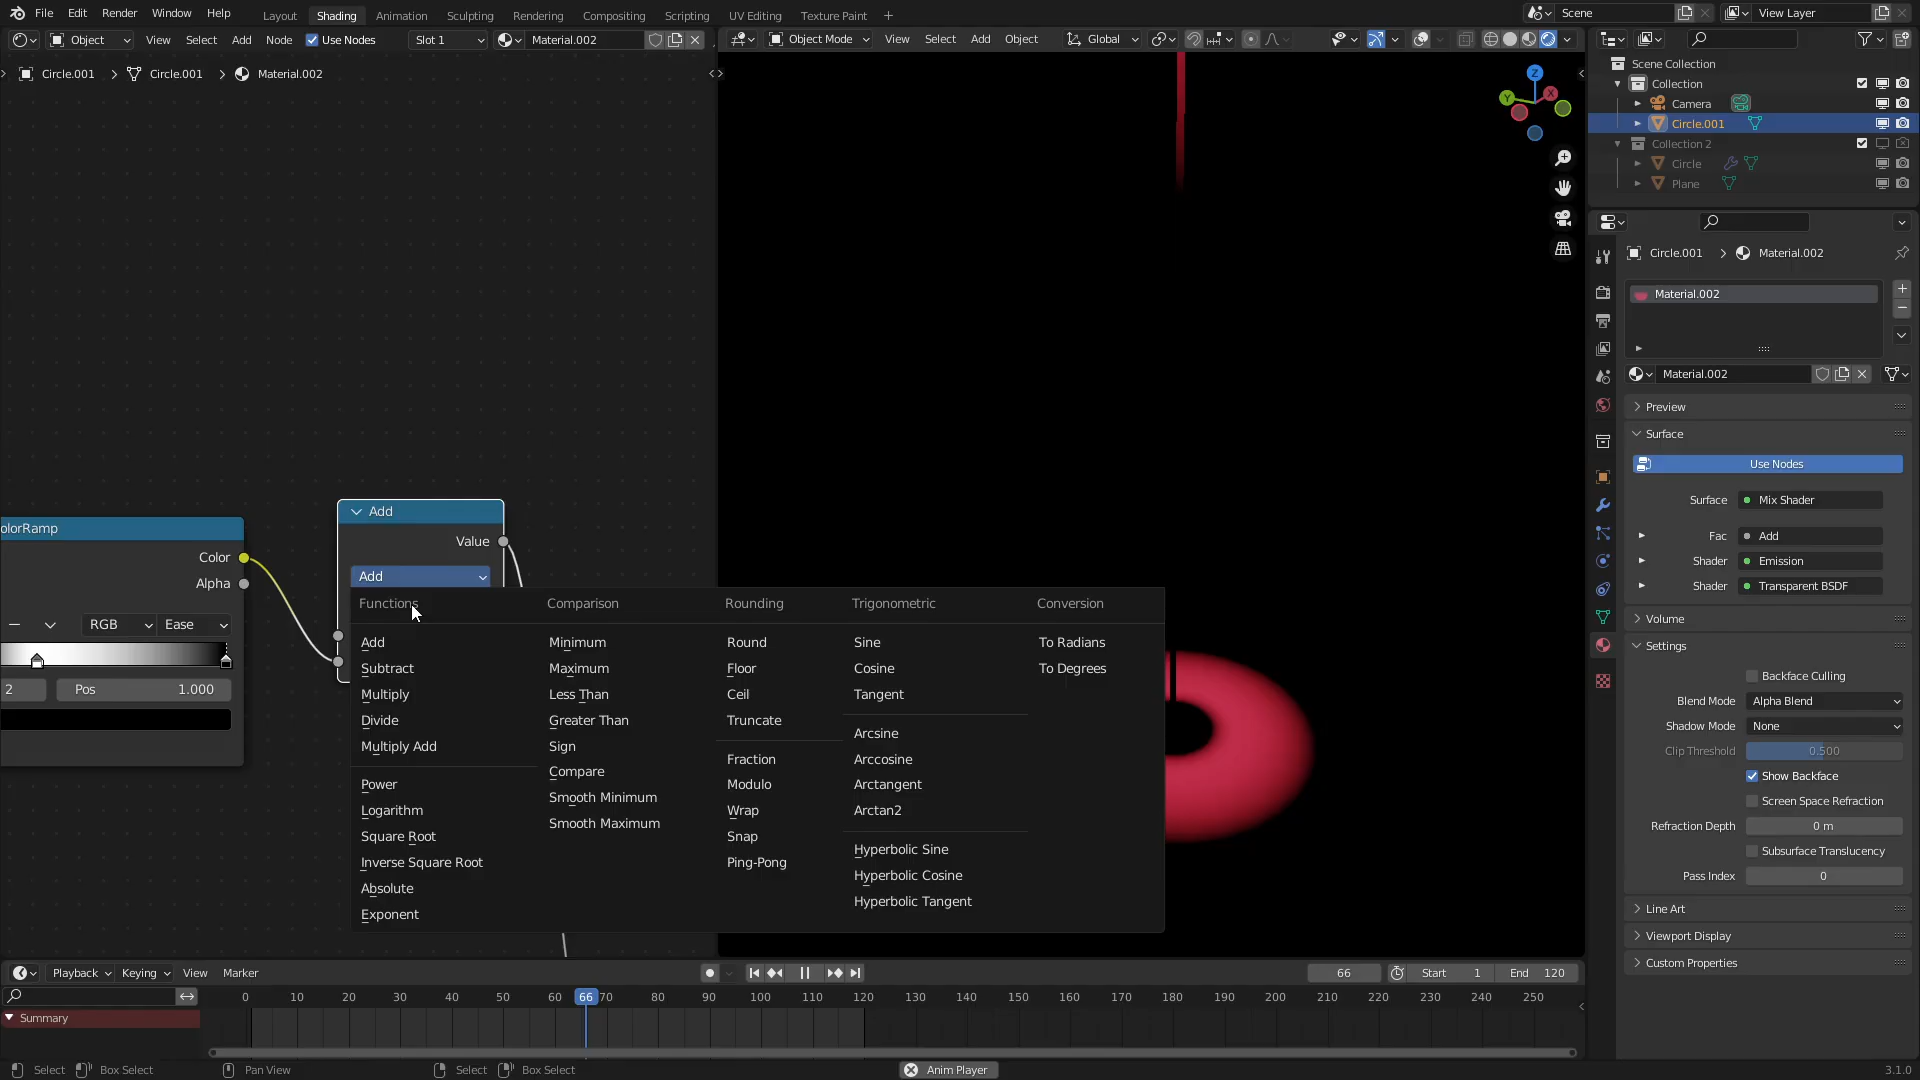 File Edit Render Window Help
Layout Shading Animation Sculpting Rendering Compositing Scripting UV Editing Texture Paint +
Scene
View Layer
Object View Select Add Node Use Nodes Slot 1 Material.002
Object Mode View Select Add Object Global
Circle.001 > Circle.001 > Material.002
Z
Y
X
Scene Collection
Collection
Camera
Circle.001
Collection 2
Circle
Plane
Circle.001 > Material.002
Material.002
Material.002
Preview
Surface
Use Nodes
Surface Mix Shader
Fac Add
Shader Emission
Shader Transparent BSDF
Volume
Settings
Backface Culling
Blend Mode Alpha Blend
Shadow Mode None
Clip Threshold 0.500
Show Backface
Screen Space Refraction
Refraction Depth 0 m
Subsurface Translucency
Pass Index 0
Line Art
Viewport Display
Custom Properties
olorRamp
Color
Alpha
RGB Ease
2 Pos 1.000
Add
Value
Add
Functions Comparison Rounding Trigonometric Conversion
Add Minimum Round Sine To Radians
Subtract Maximum Floor Cosine To Degrees
Multiply Less Than Ceil Tangent
Divide Greater Than Truncate
Arcsine
Multiply Add Sign
Fraction Arccosine
Compare
Power Modulo Arctangent
Smooth Minimum
Logarithm Wrap Arctan2
Smooth Maximum
Square Root Snap
Hyperbolic Sine
Inverse Square Root Ping-Pong
Hyperbolic Cosine
Absolute
Hyperbolic Tangent
Exponent
Playback Keying View Marker
66 Start 1 End 120
0 10 20 30 40 50 60 66 70 80 90 100 110 120 130 140 150 160 170 180 190 200 210 220 230 240 250
Summary
Select Box Select Pan View Select Box Select Anim Player 3.1.0